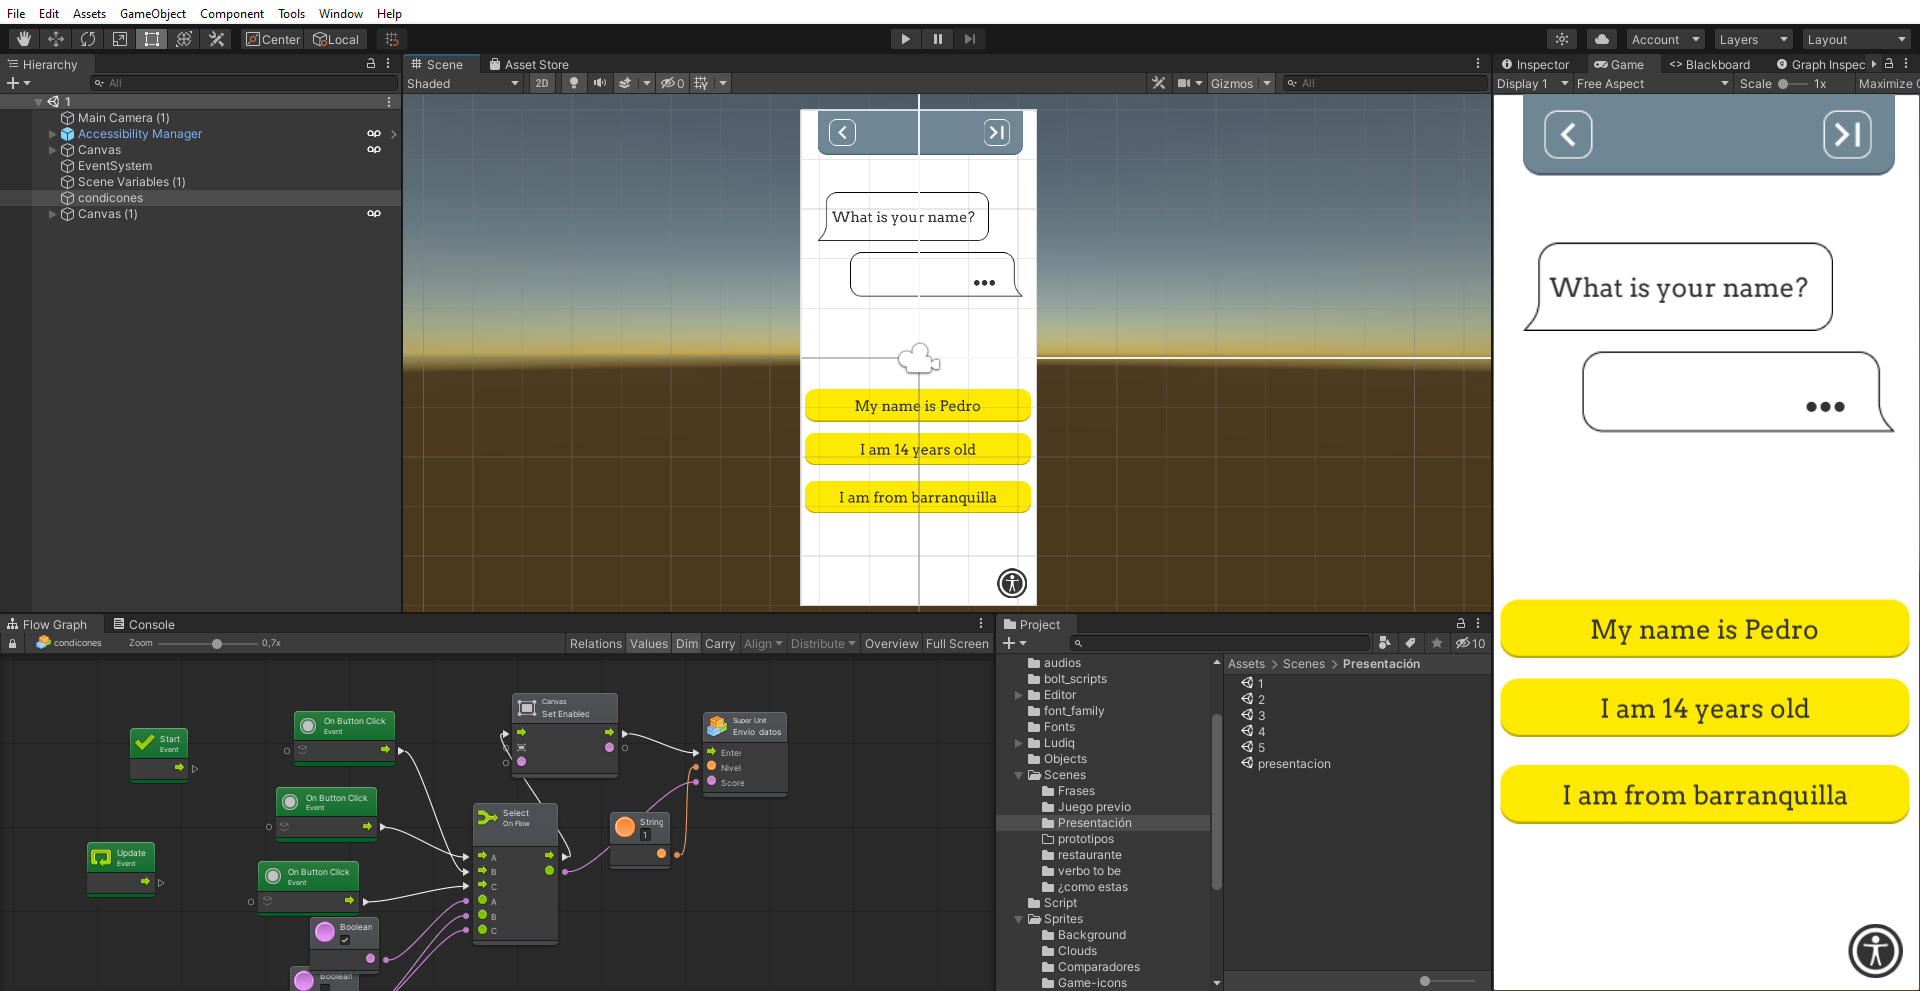 File Edit Assets GameObject Component Tools Window Help
Center Local Account Layers Layout
Hierarchy
All
1
Main Camera (1)
Accessibility Manager
Canvas
EventSystem
Scene Variables (1)
condicones
Canvas (1)
Scene Asset Store
Shaded 2D 0 Gizmos All
What is your name?
My name is Pedro
I am 14 years old
I am from barranquilla
Inspector Game <> Blackboard Graph Inspec
Display 1 Free Aspect Scale 1x Maximize O
What is your name?
My name is Pedro
I am 14 years old
I am from barranquilla
Flow Graph Console
condicones Zoom 0,7x Relations Values Dim Carry Align Distribute Overview Full Screen
Start
Event
Update
Event
On Button Click
Event
On Button Click
Event
On Button Click
Event
Boolean
Boolean
Canvas
Set Enabled
Select
On Flow
A
B
C
A
B
C
String
1
Super Unit
Envio datos
Enter
Nivel
Score
Project
10
audios
bolt_scripts
Editor
font_family
Fonts
Ludiq
Objects
Scenes
Frases
Juego previo
Presentación
prototipos
restaurante
verbo to be
¿como estas
Script
Sprites
Background
Clouds
Comparadores
Game-icons
Assets > Scenes > Presentación
1
2
3
4
5
presentacion